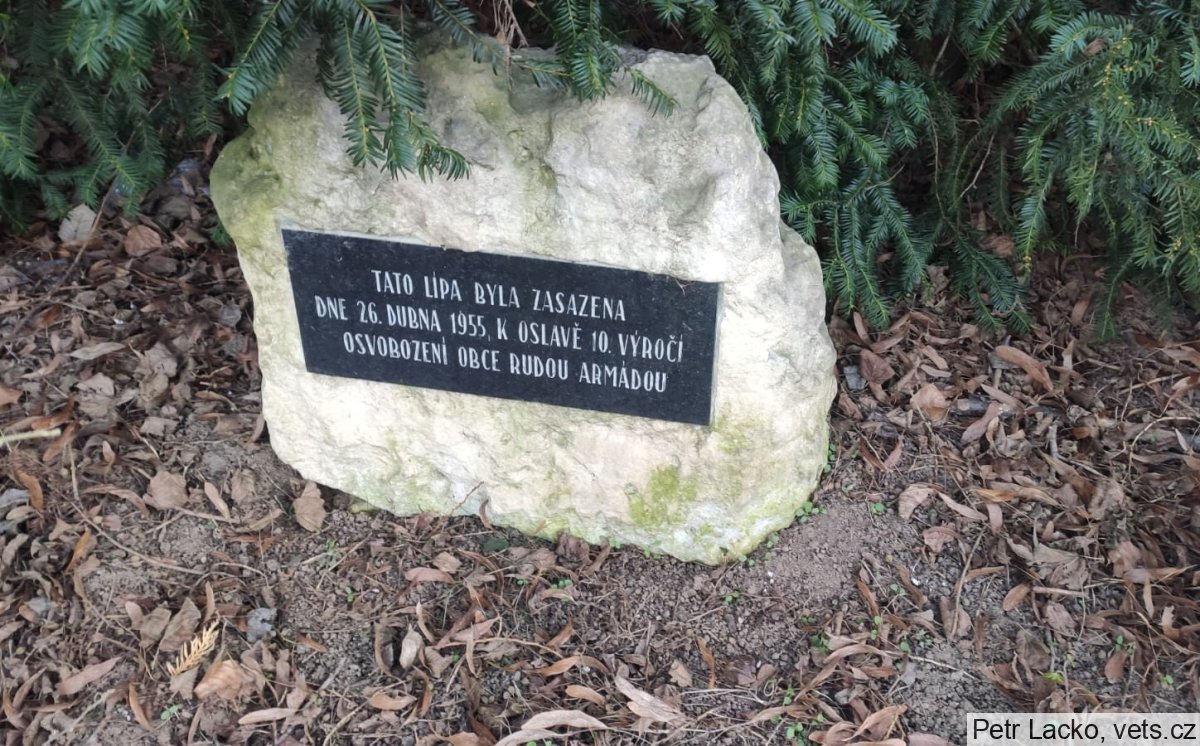 TATO LÍPA BYLA ZASAZENA
DNE 26. DUBNA 1955, K OSLAVĚ 10. VÝROČÍ
OSVOBOZENÍ OBCE RUDOU ARMÁDOU
Petr Lacko, vets.cz